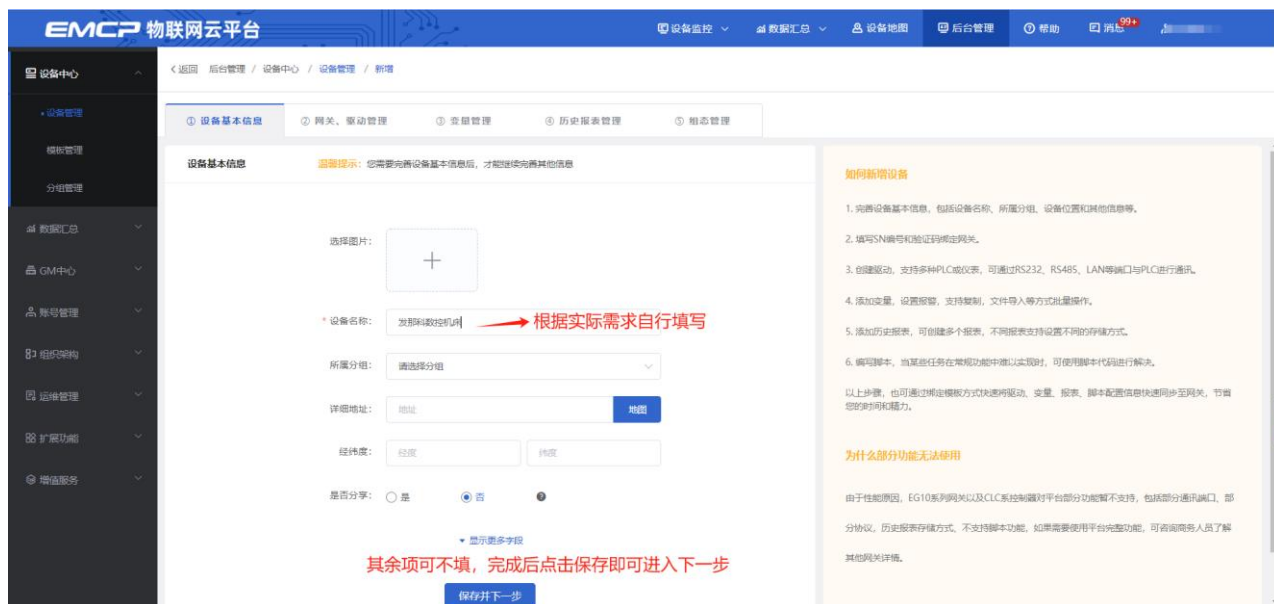 EMCP 物联网云平台
设备监控
数据汇总
设备地图
后台管理
帮助
消息
99+
设备中心
设备管理
模板管理
分组管理
数据汇总
GM中心
账号管理
组织架构
运维管理
扩展功能
增值服务
返回 后台管理 / 设备中心 / 设备管理 / 新增
① 设备基本信息
② 网关、驱动管理
③ 变量管理
④ 历史报表管理
⑤ 组态管理
设备基本信息
温馨提示：您需要完善设备基本信息后，才能继续完善其他信息
选择图片：
* 设备名称：
发那科数控机床
根据实际需求自行填写
所属分组：
请选择分组
详细地址：
地址
地图
经纬度：
经度
纬度
是否分享：
是
否
显示更多字段
其余项可不填，完成后点击保存即可进入下一步
保存并下一步
如何新增设备
1. 完善设备基本信息，包括设备名称、所属分组、设备位置和其他信息等。
2. 填写SN编号和验证码绑定网关。
3. 创建驱动，支持多种PLC或仪表，可通过RS232、RS485、LAN等端口与PLC进行通讯。
4. 添加变量，设置报警，支持复制，文件导入等方式批量操作。
5. 添加历史报表，可创建多个报表，不同报表支持设置不同的存储方式。
6. 编写脚本，当某些任务在常规功能中难以实现时，可使用脚本代码进行解决。
以上步骤，也可通过绑定模板方式快速将驱动、变量、报表、脚本配置信息快速同步至网关，节省
您的时间和精力。
为什么部分功能无法使用
由于性能原因，EG10系列网关以及CLC系控制器对平台部分功能暂不支持，包括部分通讯端口、部
分协议，历史报表存储方式、不支持脚本功能，如果需要使用平台完整功能，可咨询商务人员了解
其他网关详情。